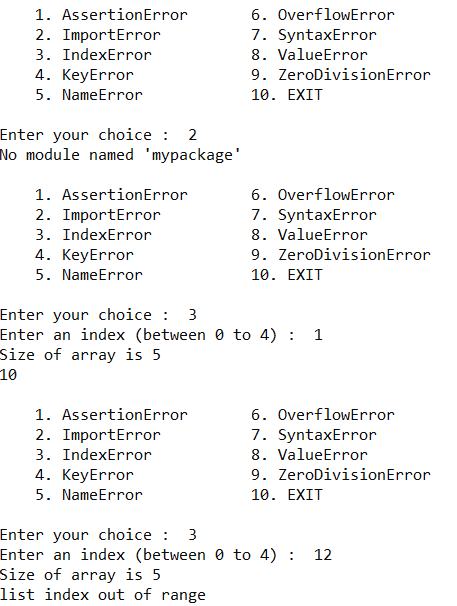 1. AssertionError 6. OverflowError
2. ImportError 7. SyntaxError
3. IndexError 8. ValueError
4. KeyError 9. ZeroDivisionError
5. NameError 10. EXIT
Enter your choice : 2
No module named 'mypackage'
1. AssertionError 6. OverflowError
2. ImportError 7. SyntaxError
3. IndexError 8. ValueError
4. KeyError 9. ZeroDivisionError
5. NameError 10. EXIT
Enter your choice : 3
Enter an index (between 0 to 4) : 1
Size of array is 5
10
1. AssertionError 6. OverflowError
2. ImportError 7. SyntaxError
3. IndexError 8. ValueError
4. KeyError 9. ZeroDivisionError
5. NameError 10. EXIT
Enter your choice : 3
Enter an index (between 0 to 4) : 12
Size of array is 5
list index out of range